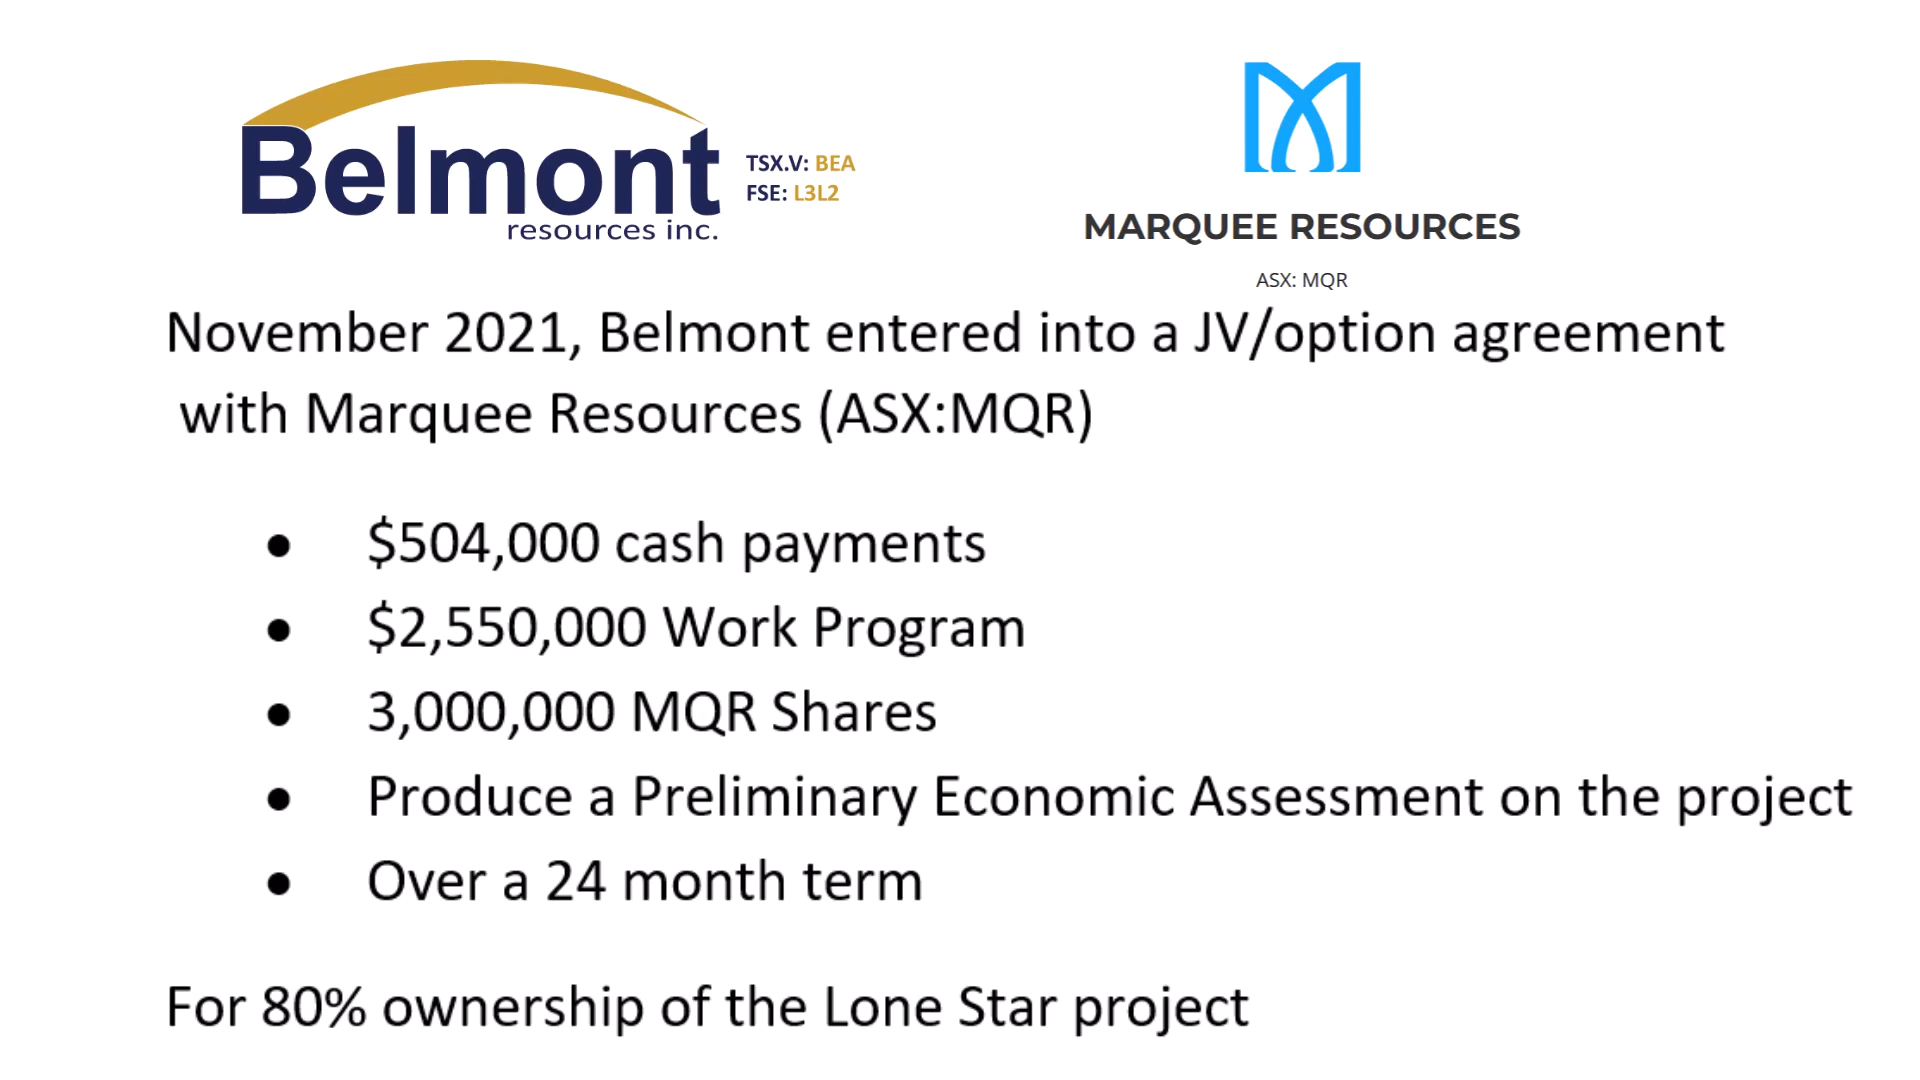 Belmont
resources inc.
TSX.V: BEA
FSE: L3L2
MARQUEE RESOURCES
ASX: MQR
November 2021, Belmont entered into a JV/option agreement
with Marquee Resources (ASX:MQR)
• $504,000 cash payments
• $2,550,000 Work Program
• 3,000,000 MQR Shares
• Produce a Preliminary Economic Assessment on the project
• Over a 24 month term
For 80% ownership of the Lone Star project